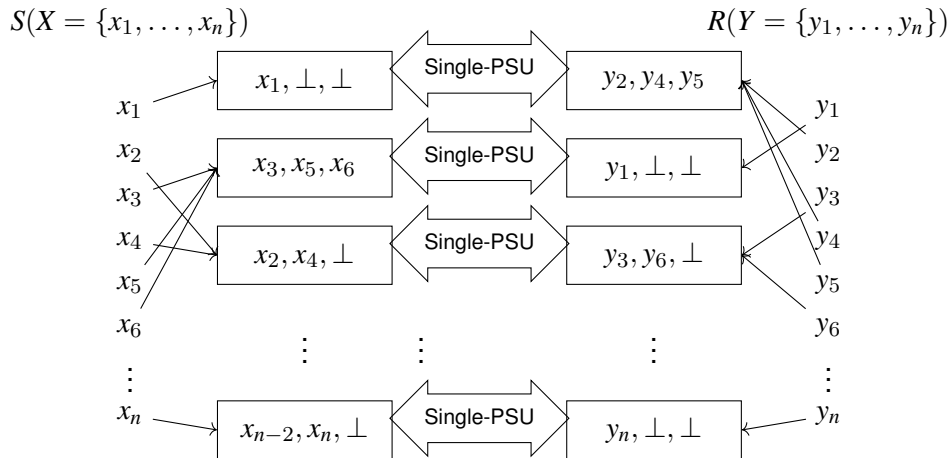 S(X = {x₁, . . . , xₙ}) R(Y = {y₁, . . . , yₙ})
x₁, ⊥, ⊥ Single-PSU y₂, y₄, y₅
x₁ y₁
x₂ x₃, x₅, x₆ Single-PSU y₁, ⊥, ⊥ y₂
x₃ y₃
x₄ x₂, x₄, ⊥ Single-PSU y₃, y₆, ⊥ y₄
x₅ y₅
x₆ y₆
⋮ ⋮ ⋮ ⋮ ⋮
xₙ xₙ₋₂, xₙ, ⊥ Single-PSU yₙ, ⊥, ⊥ yₙ